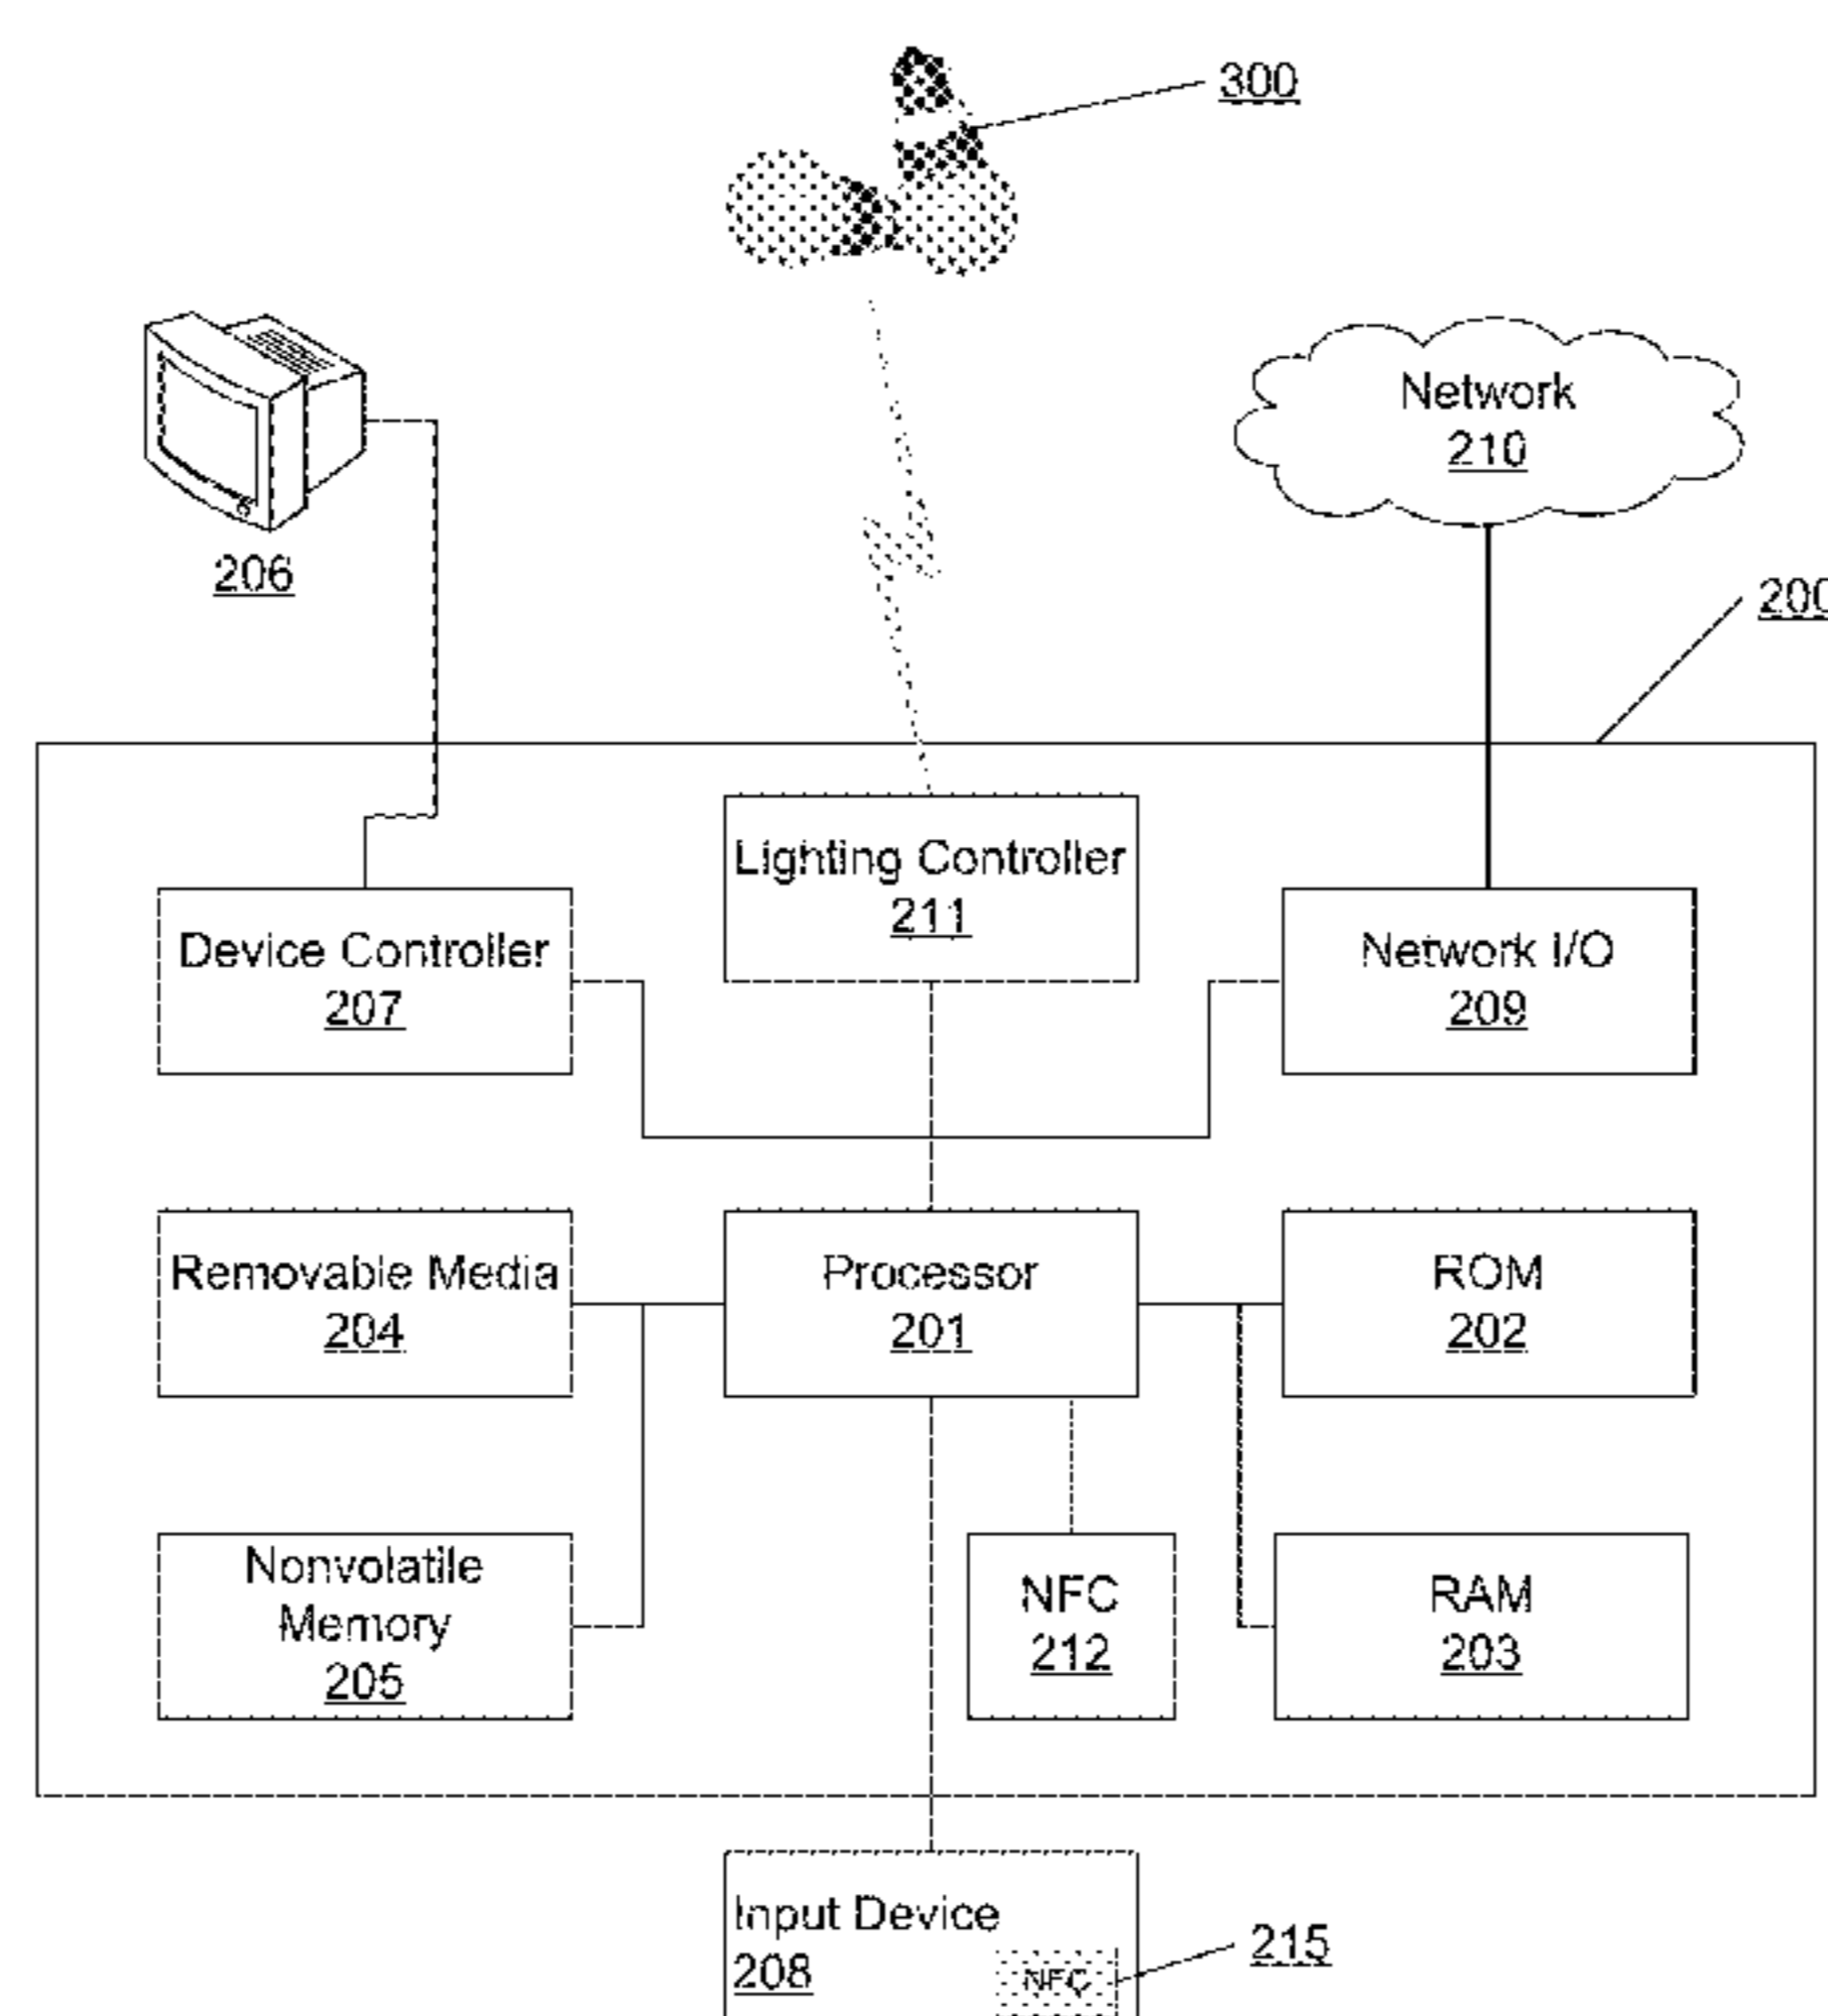 300
Network
210
206
200
Lighting Controller
211
Device Controller
207
Network I/O
209
Removable Media
204
Processor
201
ROM
202
Nonvolatile
Memory
205
NFC
212
RAM
203
Input Device
208
NFC
215